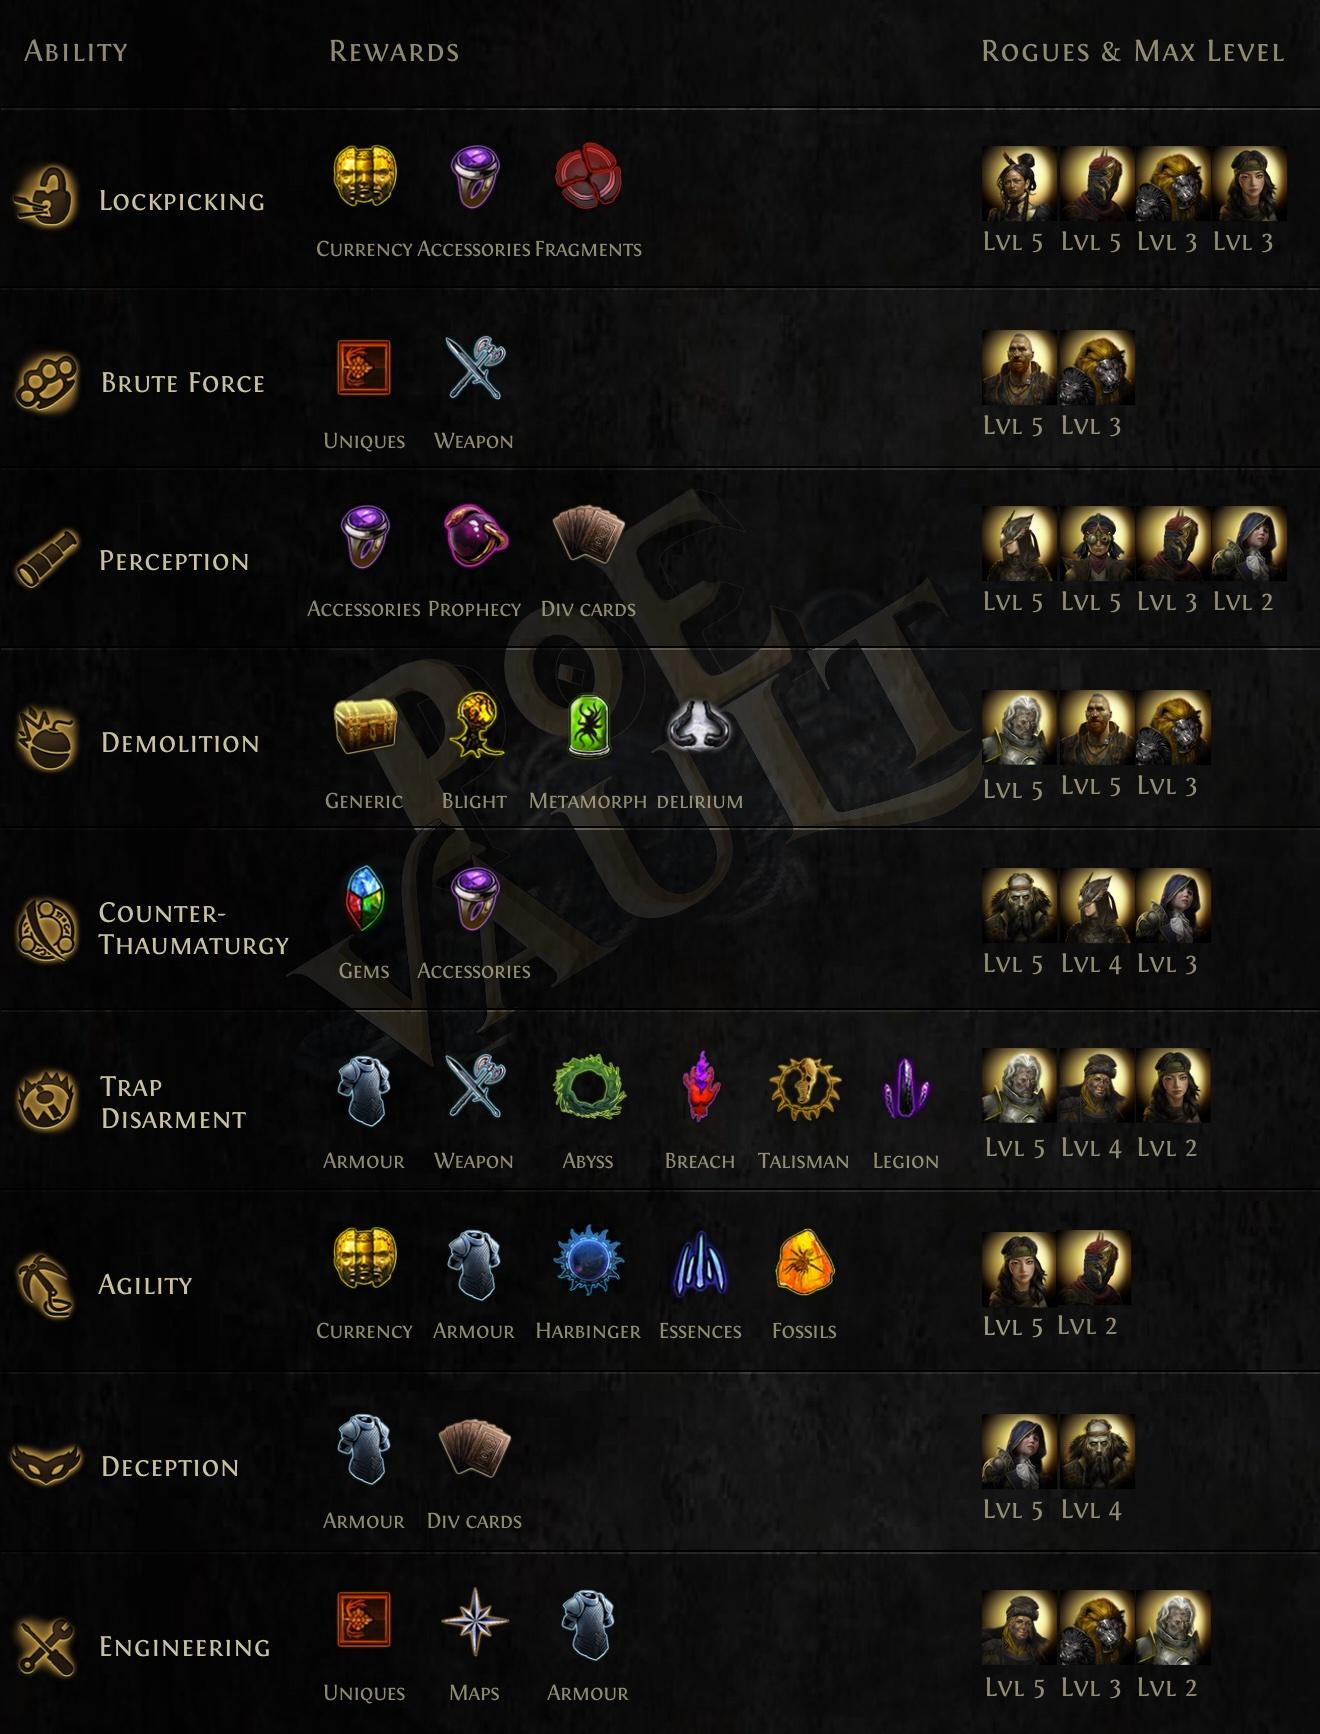 Ability Rewards Rogues & Max Level
Lockpicking
Currency Accessories Fragments
Lvl 5 Lvl 5 Lvl 3 Lvl 3
Brute Force
Uniques Weapon
Lvl 5 Lvl 3
Perception
Accessories Prophecy Div cards
Lvl 5 Lvl 5 Lvl 3 Lvl 2
Demolition
Generic Blight Metamorph delirium
Lvl 5 Lvl 5 Lvl 3
Counter-
Thaumaturgy
Gems Accessories
Lvl 5 Lvl 4 Lvl 3
Trap
Disarment
Armour Weapon Abyss Breach Talisman Legion
Lvl 5 Lvl 4 Lvl 2
Agility
Currency Armour Harbinger Essences Fossils
Lvl 5 Lvl 2
Deception
Armour Div cards
Lvl 5 Lvl 4
Engineering
Uniques Maps Armour
Lvl 5 Lvl 3 Lvl 2
PoE
Vault